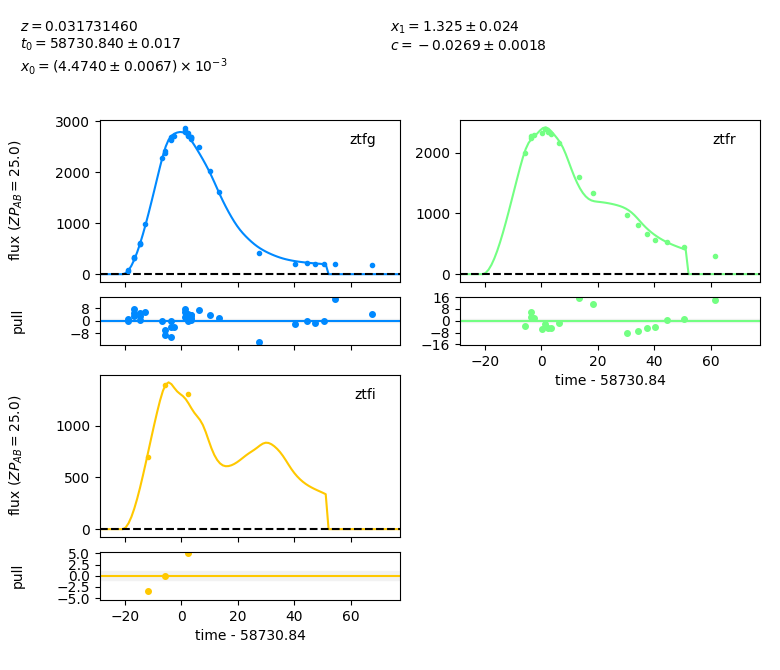 z = 0.031731460
t₀ = 58730.840 ± 0.017
x₀ = (4.4740 ± 0.0067) × 10⁻³
x₁ = 1.325 ± 0.024
c = −0.0269 ± 0.0018
flux (ZP_AB = 25.0)
3000
2000
1000
0
ztfg
pull
8
0
−8
2000
1000
0
ztfr
16
8
0
−8
−16
−20 0 20 40 60
time - 58730.84
flux (ZP_AB = 25.0)
1000
500
0
ztfi
pull
5.0
2.5
0.0
−2.5
−5.0
−20 0 20 40 60
time - 58730.84